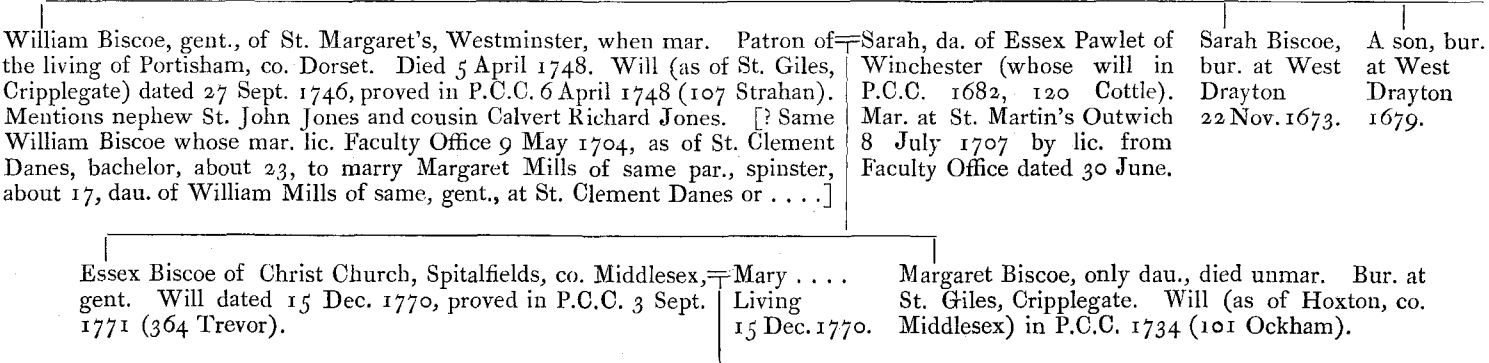 William Biscoe, gent., of St. Margaret's, Westminster, when mar. Patron of
the living of Portisham, co. Dorset. Died 5 April 1748. Will (as of St. Giles,
Cripplegate) dated 27 Sept. 1746, proved in P.C.C. 6 April 1748 (107 Strahan).
Mentions nephew St. John Jones and cousin Calvert Richard Jones. [? Same
William Biscoe whose mar. lic. Faculty Office 9 May 1704, as of St. Clement
Danes, bachelor, about 23, to marry Margaret Mills of same par., spinster,
about 17, dau. of William Mills of same, gent., at St. Clement Danes or . . . .]
Sarah, da. of Essex Pawlet of
Winchester (whose will in
P.C.C. 1682, 120 Cottle).
Mar. at St. Martin's Outwich
8 July 1707 by lic. from
Faculty Office dated 30 June.
Sarah Biscoe,
bur. at West
Drayton
22 Nov. 1673.
A son, bur.
at West
Drayton
1679.
Essex Biscoe of Christ Church, Spitalfields, co. Middlesex,
gent. Will dated 15 Dec. 1770, proved in P.C.C. 3 Sept.
1771 (364 Trevor).
Mary . . . .
Living
15 Dec. 1770.
Margaret Biscoe, only dau., died unmar. Bur. at
St. Giles, Cripplegate. Will (as of Hoxton, co.
Middlesex) in P.C.C. 1734 (101 Ockham).